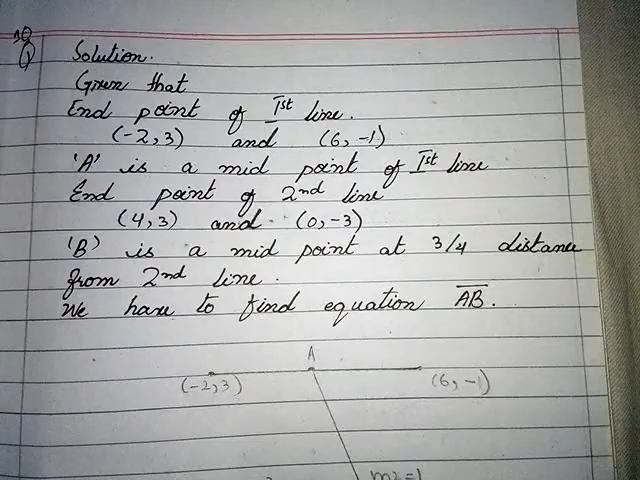 Q
Solution.
Given that
End point of Ist line.
(-2,3) and (6,-1)
'A' is a mid point of Ist line
End point of 2nd line
(4,3) and (0,-3)
'B' is a mid point at 3/4 distance
from 2nd line.
We have to find equation AB.
A
(-2,3) (6,-1)